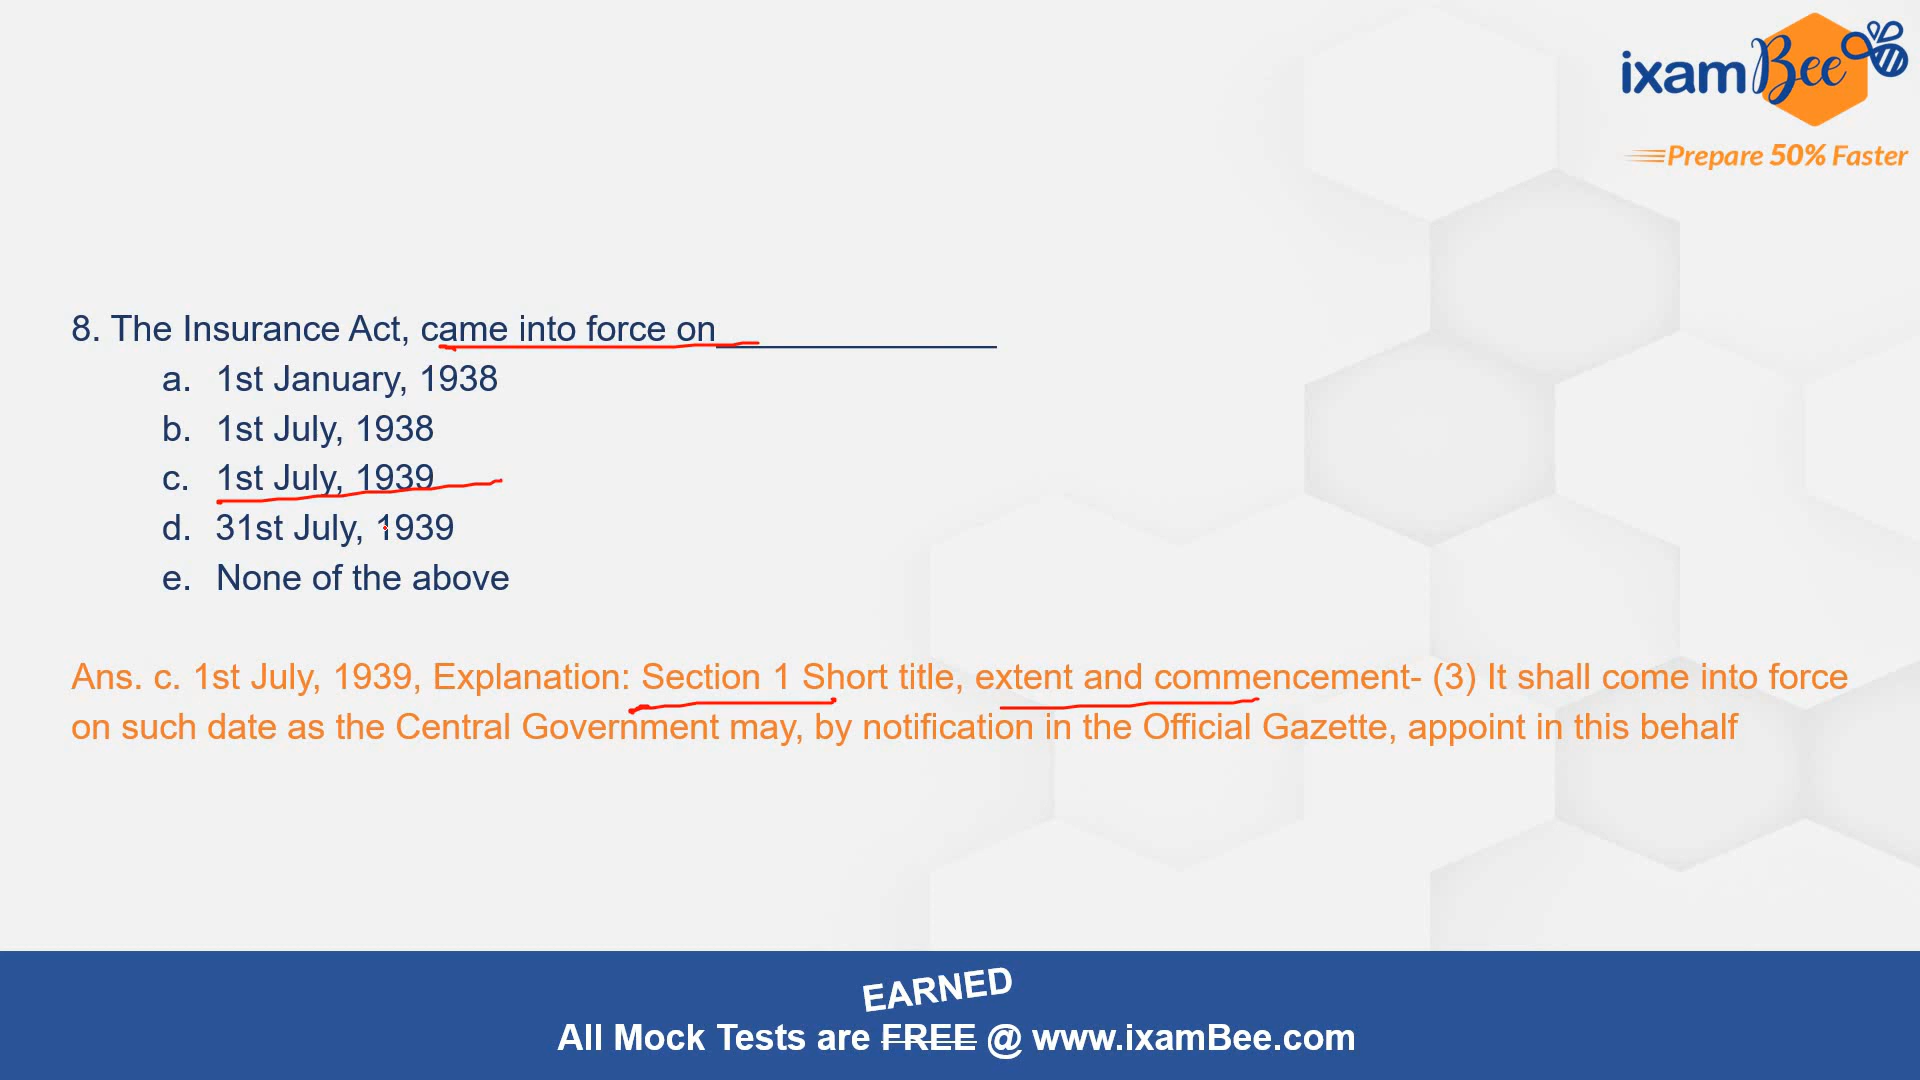 ixamBee
Prepare 50% Faster
8. The Insurance Act, came into force on______________
a. 1st January, 1938
b. 1st July, 1938
c. 1st July, 1939
d. 31st July, 1939
e. None of the above
Ans. c. 1st July, 1939, Explanation: Section 1 Short title, extent and commencement- (3) It shall come into force
on such date as the Central Government may, by notification in the Official Gazette, appoint in this behalf
EARNED
All Mock Tests are FREE @ www.ixamBee.com